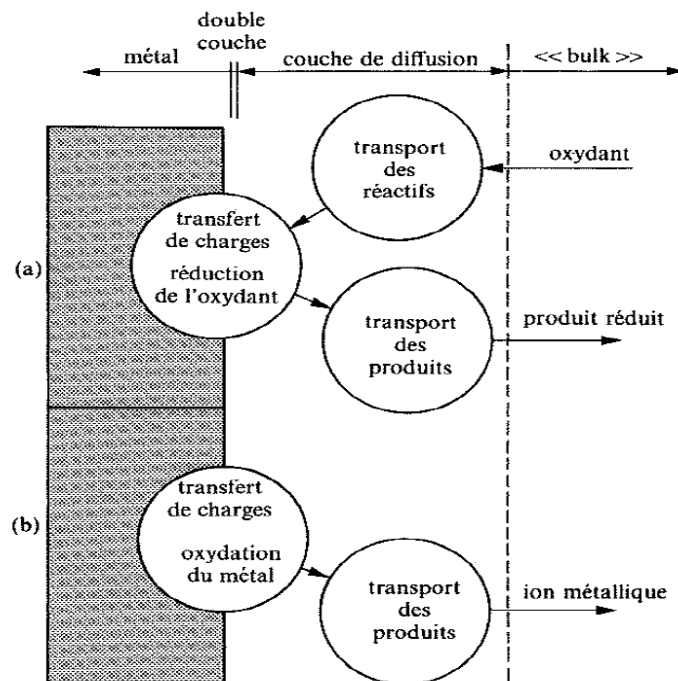 double
couche
métal
couche de diffusion
<< bulk >>
transport
des
réactifs
oxydant
(a)
transfert
de charges
réduction
de l'oxydant
transport
des
produits
produit réduit
(b)
transfert
de charges
oxydation
du métal
transport
des
produits
ion métallique